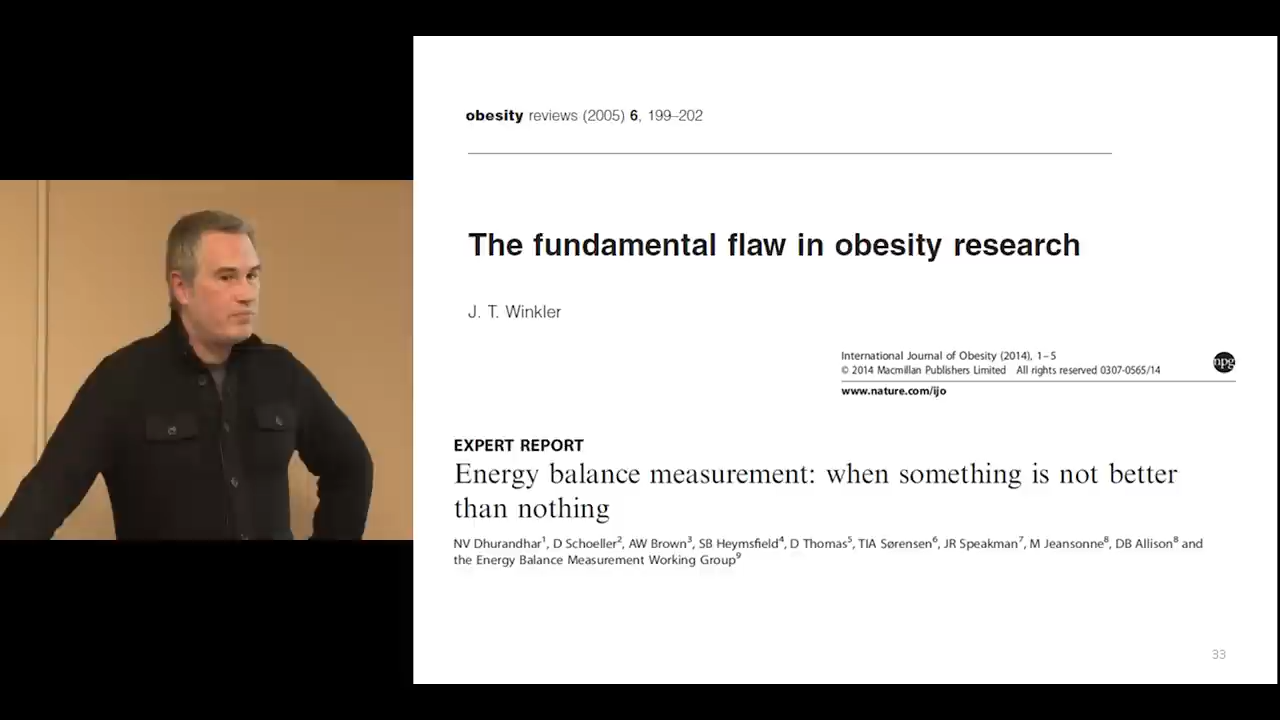 obesity reviews (2005) 6, 199–202
The fundamental flaw in obesity research
J. T. Winkler
International Journal of Obesity (2014), 1–5
© 2014 Macmillan Publishers Limited All rights reserved 0307-0565/14
npg
www.nature.com/ijo
EXPERT REPORT
Energy balance measurement: when something is not better
than nothing
NV Dhurandhar¹, D Schoeller², AW Brown³, SB Heymsfield⁴, D Thomas⁵, TIA Sørensen⁶, JR Speakman⁷, M Jeansonne⁸, DB Allison⁸ and
the Energy Balance Measurement Working Group⁹
33